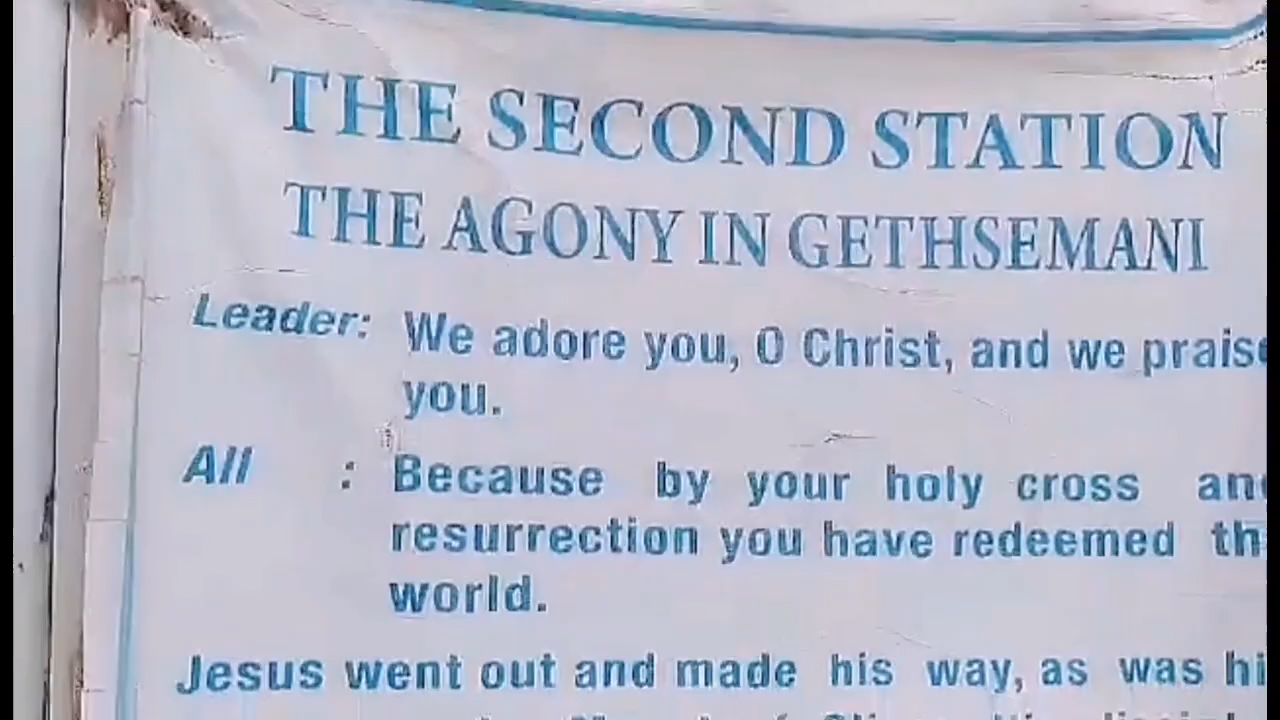 THE SECOND STATION
THE AGONY IN GETHSEMANI
Leader: We adore you, O Christ, and we praise
you.
All : Because by your holy cross and
resurrection you have redeemed th
world.
Jesus went out and made his way, as was hi